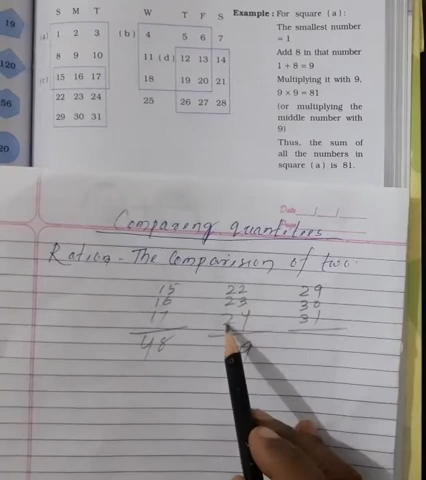 S M T W T F S
19
(a) 1 2 3 (b) 4 5 6 7
120
8 9 10 11 (d) 12 13 14
(c) 15 16 17 18 19 20 21
56
22 23 24 25 26 27 28
29 30 31
20
Example : For square (a):
The smallest number
= 1
Add 8 in that number
1 + 8 = 9
Multiplying it with 9,
9 × 9 = 81
(or multiplying the
middle number with
9)
Thus, the sum of
all the numbers in
square (a) is 81.
Date
Comparing quantities
Ration - The Comparision of two
15 22 29
16 23 30
17 24 31
48 9